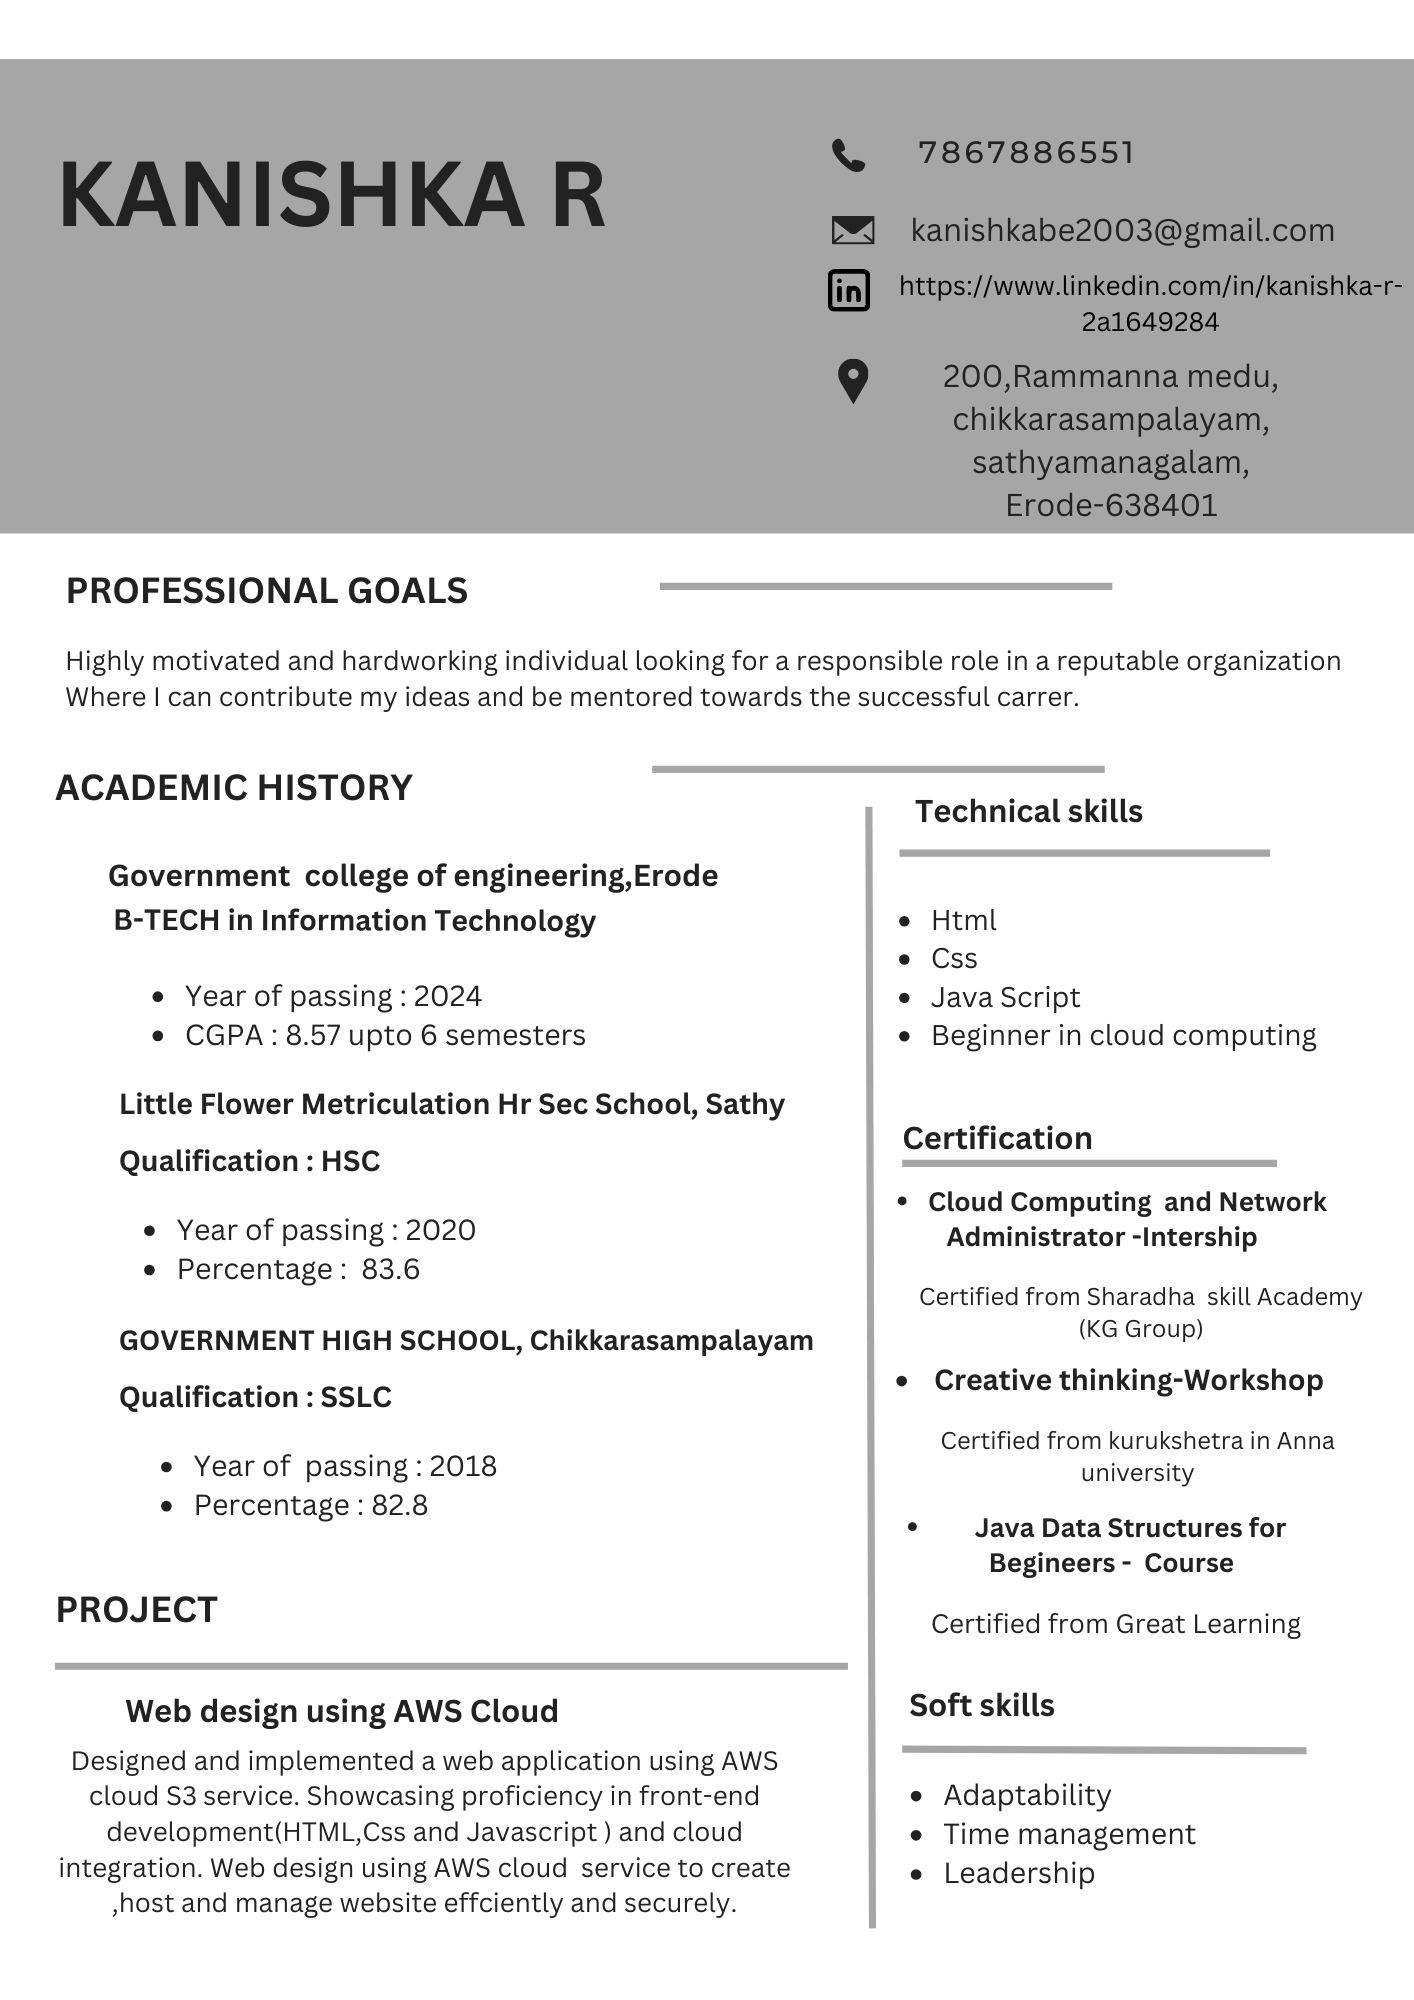 KANISHKA R
7867886551
kanishkabe2003@gmail.com
https://www.linkedin.com/in/kanishka-r-
2a1649284
200,Rammanna medu,
chikkarasampalayam,
sathyamanagalam,
Erode-638401
PROFESSIONAL GOALS
Highly motivated and hardworking individual looking for a responsible role in a reputable organization
Where I can contribute my ideas and be mentored towards the successful carrer.
ACADEMIC HISTORY
Government college of engineering,Erode
B-TECH in Information Technology
• Year of passing : 2024
• CGPA : 8.57 upto 6 semesters
Little Flower Metriculation Hr Sec School, Sathy
Qualification : HSC
• Year of passing : 2020
• Percentage : 83.6
GOVERNMENT HIGH SCHOOL, Chikkarasampalayam
Qualification : SSLC
• Year of passing : 2018
• Percentage : 82.8
PROJECT
Web design using AWS Cloud
Designed and implemented a web application using AWS
cloud S3 service. Showcasing proficiency in front-end
development(HTML,Css and Javascript ) and cloud
integration. Web design using AWS cloud service to create
,host and manage website effciently and securely.
Technical skills
• Html
• Css
• Java Script
• Beginner in cloud computing
Certification
• Cloud Computing and Network
Administrator -Intership
Certified from Sharadha skill Academy
(KG Group)
• Creative thinking-Workshop
Certified from kurukshetra in Anna
university
• Java Data Structures for
Begineers - Course
Certified from Great Learning
Soft skills
• Adaptability
• Time management
• Leadership